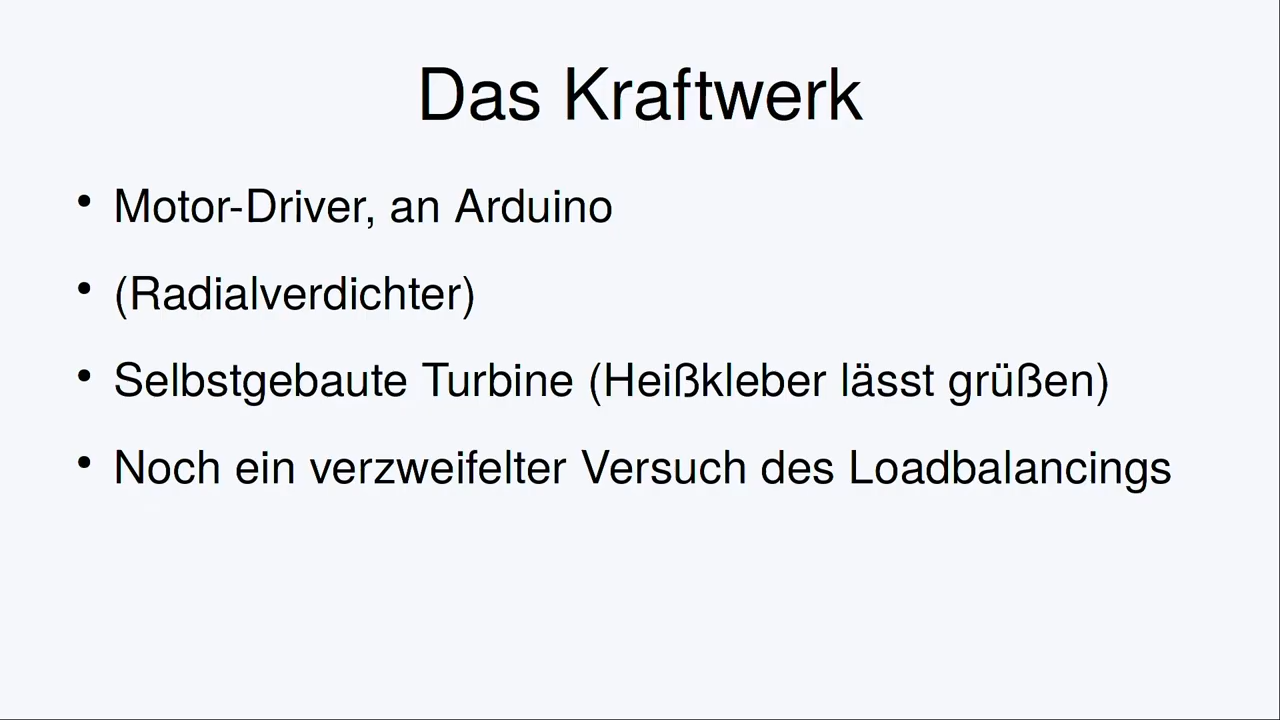 Das Kraftwerk
• Motor-Driver, an Arduino
• (Radialverdichter)
• Selbstgebaute Turbine (Heißkleber lässt grüßen)
• Noch ein verzweifelter Versuch des Loadbalancings